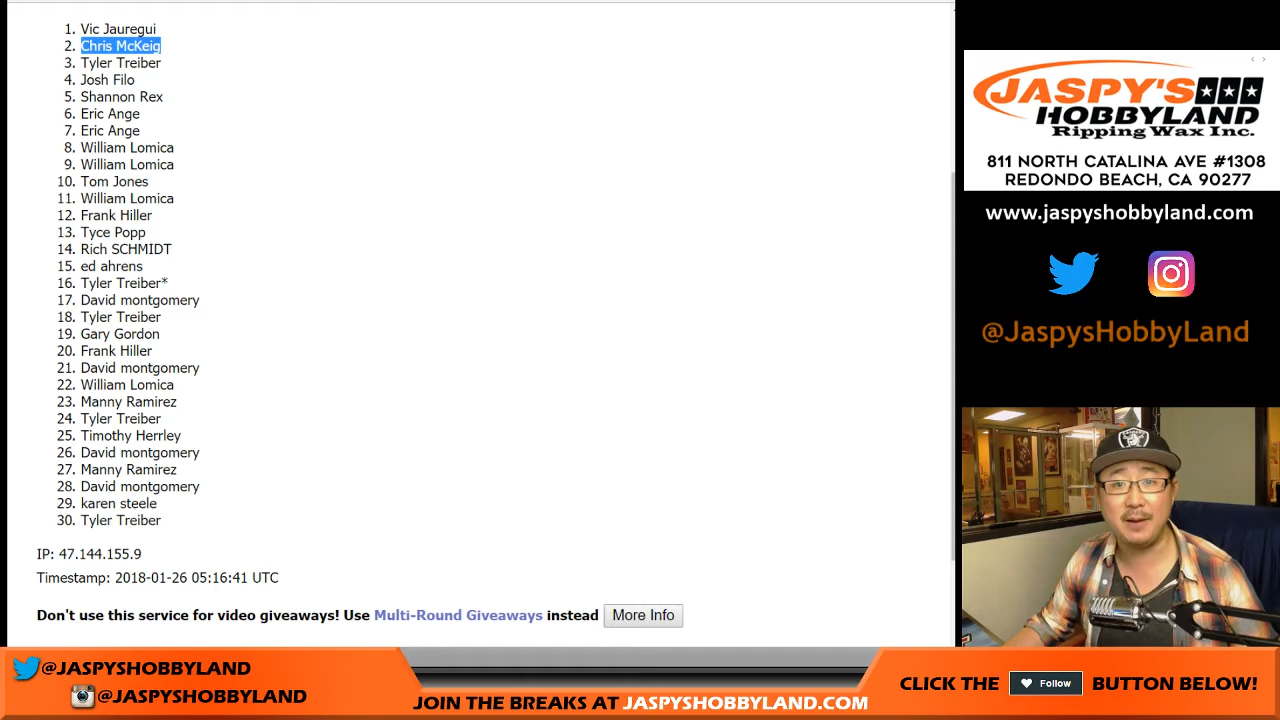 1. Vic Jauregui
2. Chris McKeig
3. Tyler Treiber
4. Josh Filo
5. Shannon Rex
6. Eric Ange
7. Eric Ange
8. William Lomica
9. William Lomica
10. Tom Jones
11. William Lomica
12. Frank Hiller
13. Tyce Popp
14. Rich SCHMIDT
15. ed ahrens
16. Tyler Treiber*
17. David montgomery
18. Tyler Treiber
19. Gary Gordon
20. Frank Hiller
21. David montgomery
22. William Lomica
23. Manny Ramirez
24. Tyler Treiber
25. Timothy Herrley
26. David montgomery
27. Manny Ramirez
28. David montgomery
29. karen steele
30. Tyler Treiber
IP: 47.144.155.9
Timestamp: 2018-01-26 05:16:41 UTC
Don't use this service for video giveaways! Use Multi-Round Giveaways instead More Info
JASPY'S
HOBBYLAND
Ripping Wax Inc.
811 NORTH CATALINA AVE #1308
REDONDO BEACH, CA 90277
www.jaspyshobbyland.com
@JaspysHobbyLand
@JASPYSHOBBYLAND
@JASPYSHOBBYLAND
JOIN THE BREAKS AT JASPYSHOBBYLAND.COM
CLICK THE Follow BUTTON BELOW!